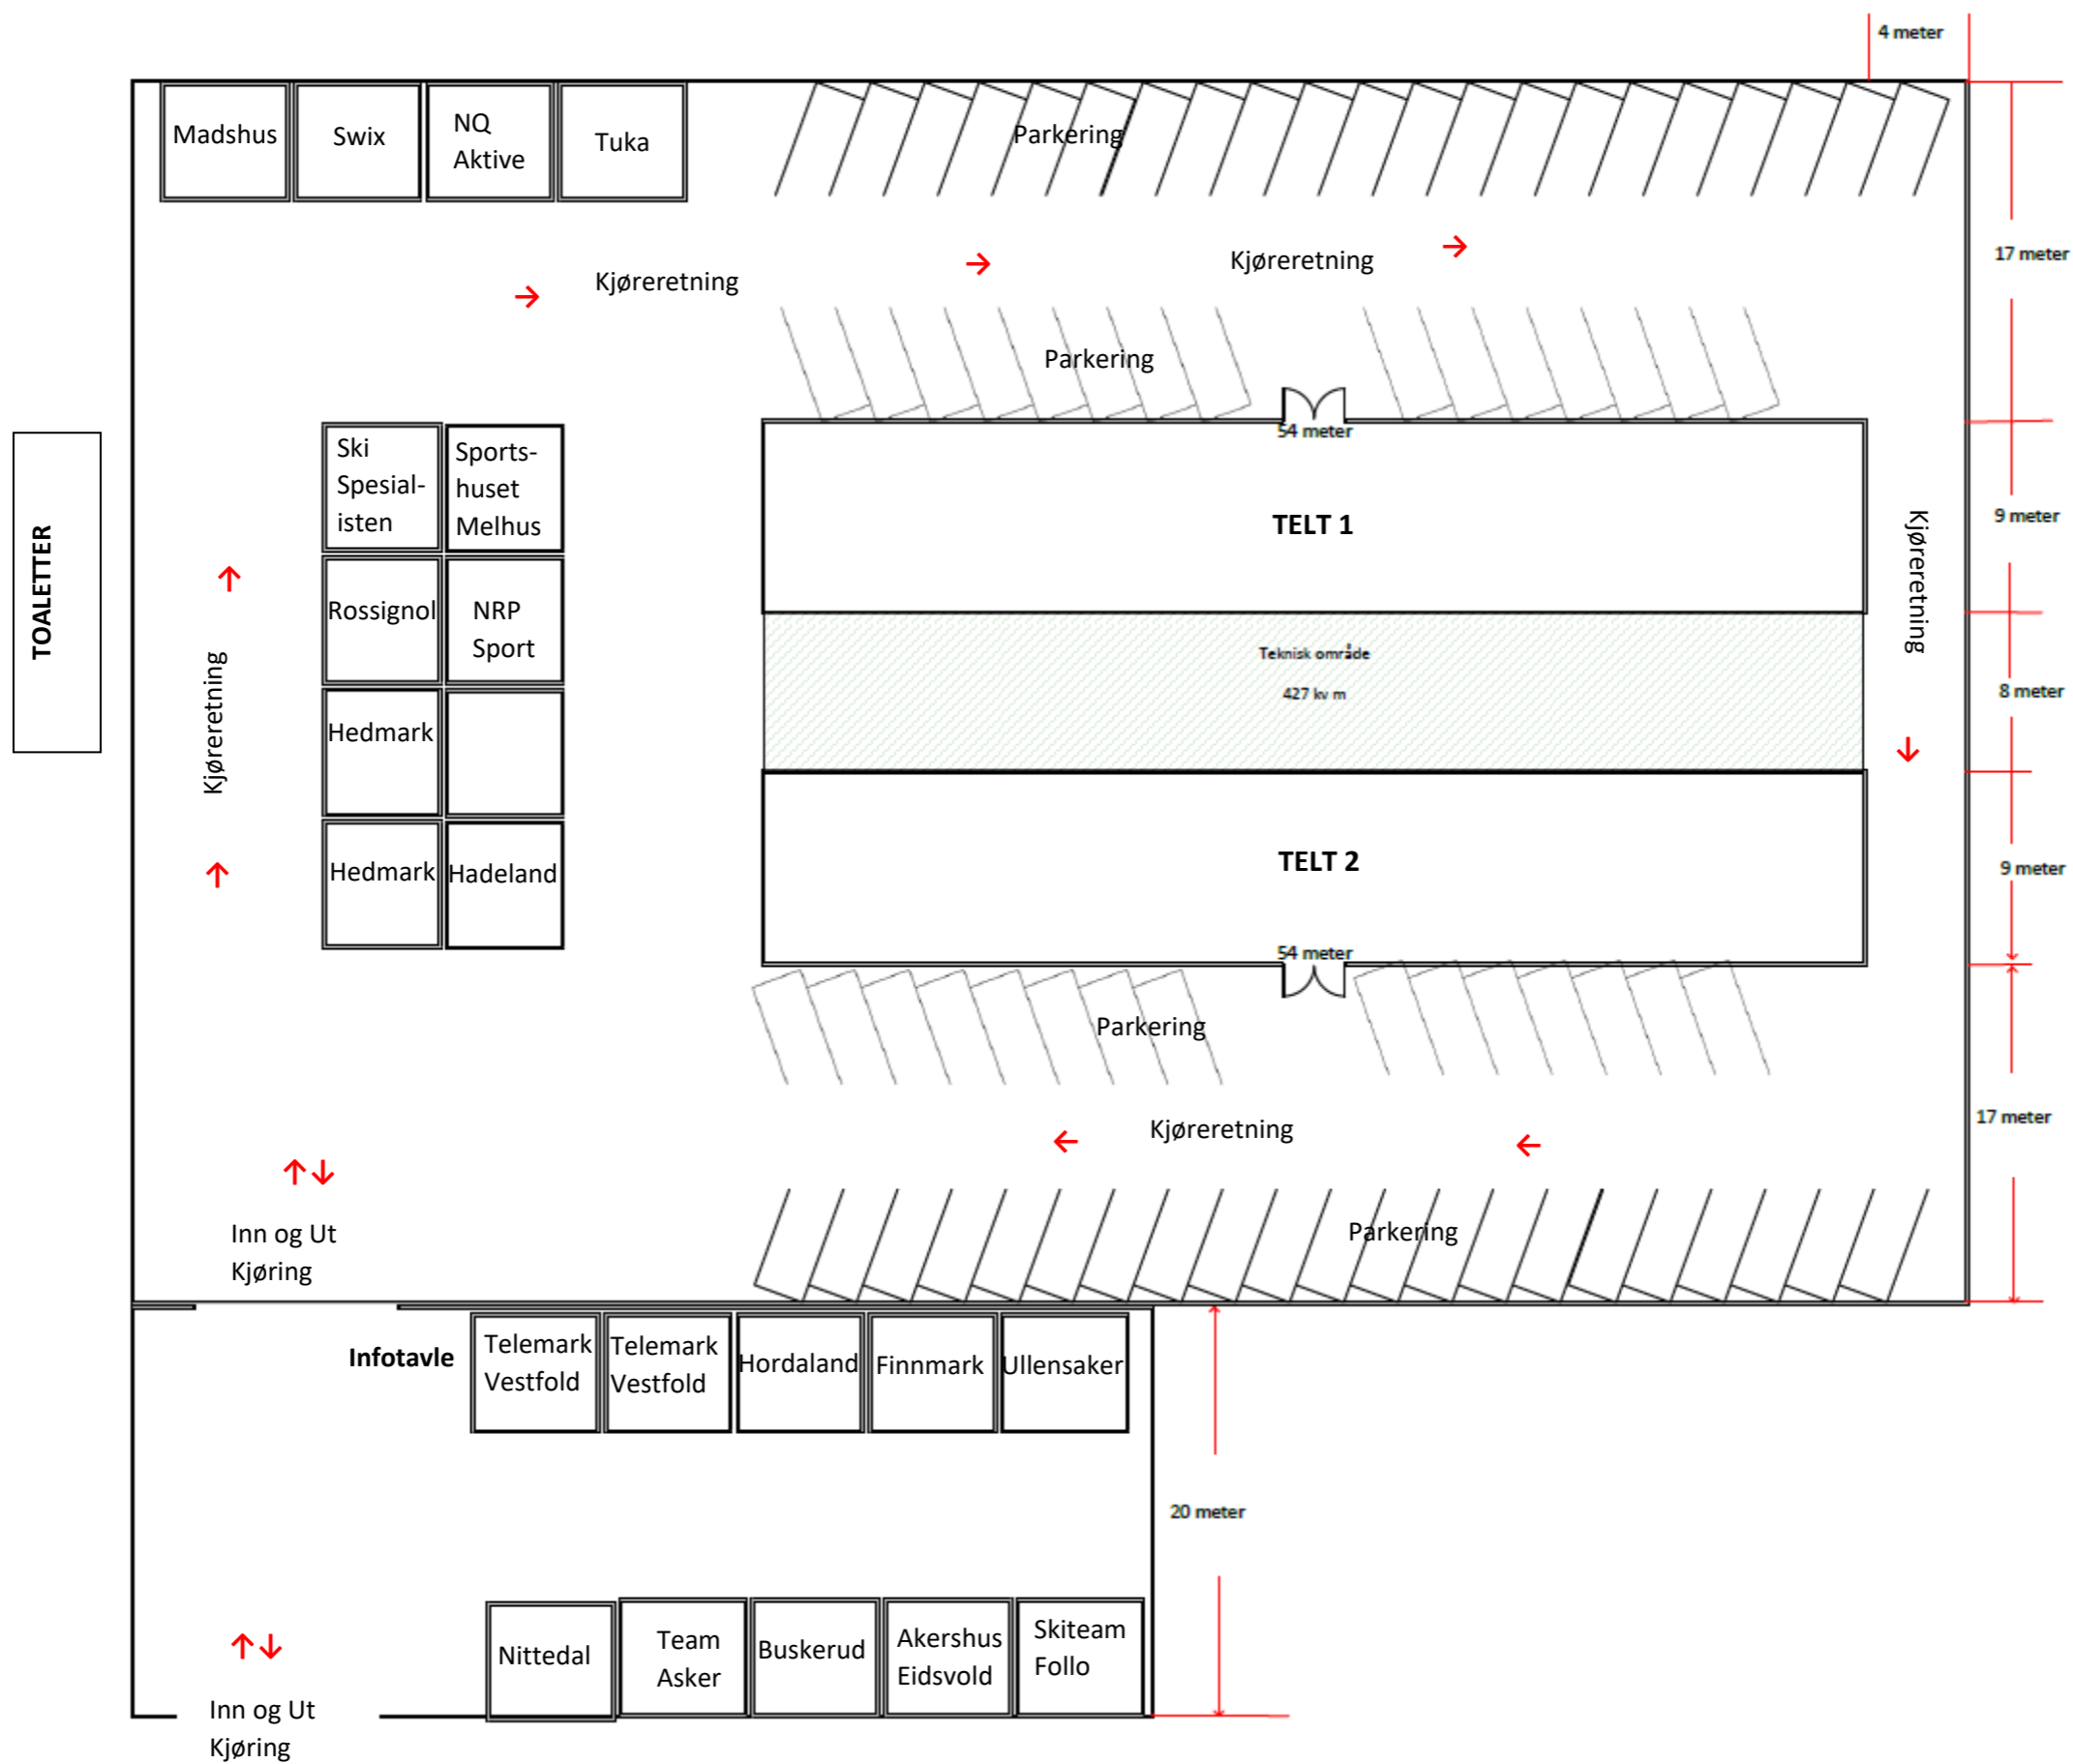 4 meter
Madshus
Swix
NQ
Aktive
Tuka
Parkering
17 meter
Kjøreretning
Kjøreretning
Parkering
54 meter
TOALETTER
Ski
Spesial-
isten
Sports-
huset
Melhus
TELT 1
Kjøreretning
9 meter
Rossignol
NRP
Sport
Kjøreretning
Teknisk område
427 kv m
8 meter
Hedmark
Hedmark
Hadeland
TELT 2
9 meter
54 meter
Parkering
Kjøreretning
17 meter
Inn og Ut
Kjøring
Parkering
Infotavle
Telemark
Vestfold
Telemark
Vestfold
Hordaland
Finnmark
Ullensaker
20 meter
Nittedal
Team
Asker
Buskerud
Akershus
Eidsvold
Skiteam
Follo
Inn og Ut
Kjøring